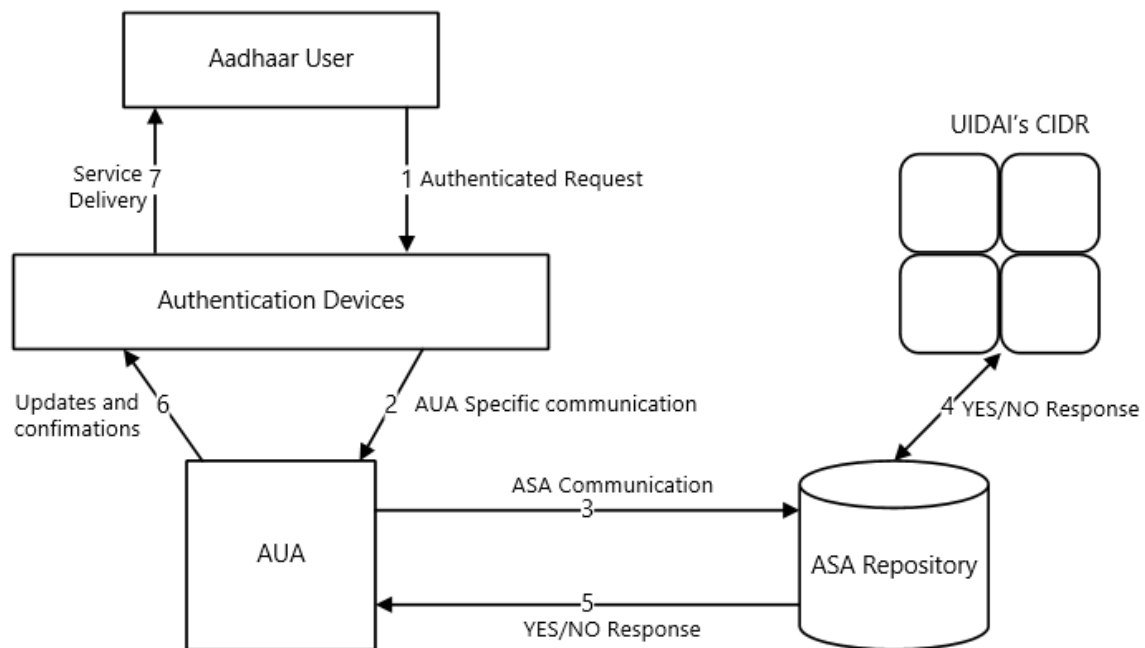 Aadhaar User
UIDAI's CIDR
Service
Delivery
7
1 Authenticated Request
Authentication Devices
Updates and
confimations
6
2 AUA Specific communication
4 YES/NO Response
ASA Communication
3
AUA
ASA Repository
5
YES/NO Response